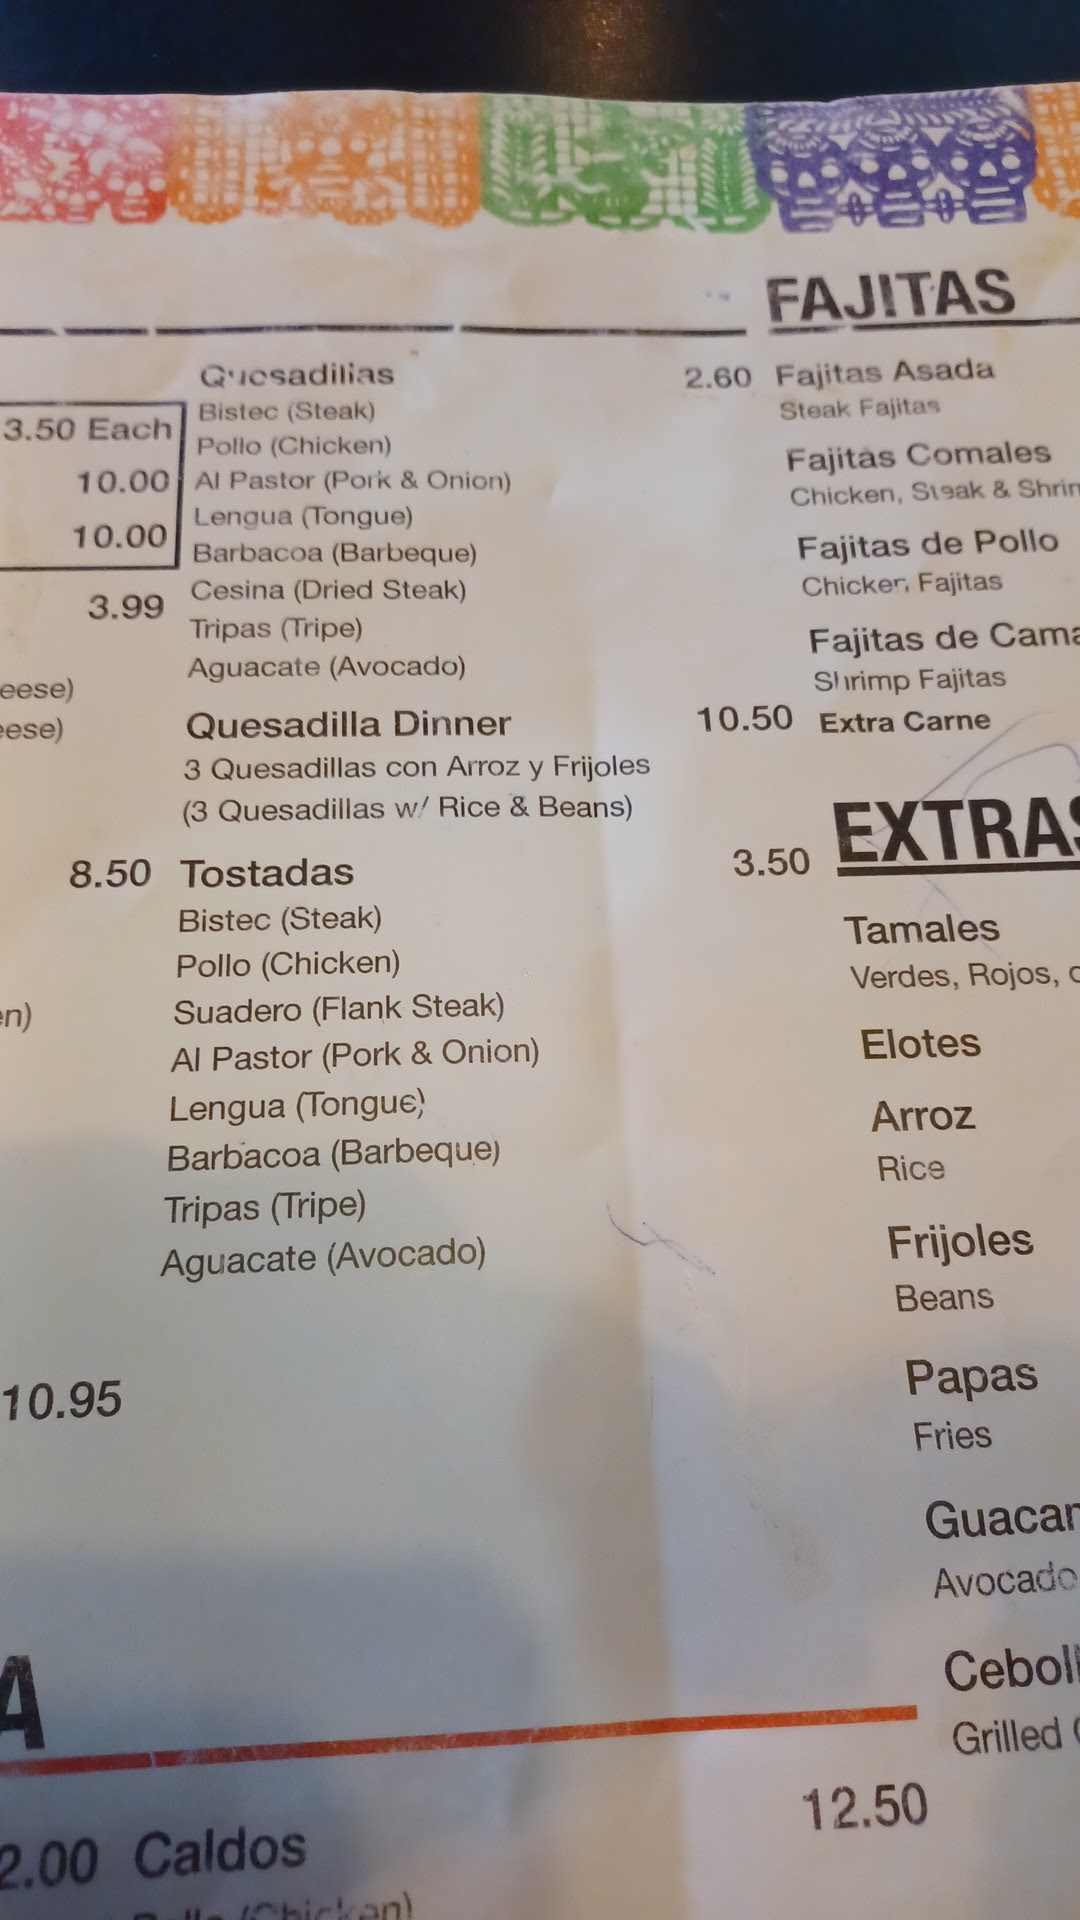 3.50 Each
10.00
10.00
3.99
eese)
eese)
8.50
en)
10.95
A
2.00
Quesadillas 2.60
Bistec (Steak)
Pollo (Chicken)
Al Pastor (Pork & Onion)
Lengua (Tongue)
Barbacoa (Barbeque)
Cesina (Dried Steak)
Tripas (Tripe)
Aguacate (Avocado)
Quesadilla Dinner 10.50
3 Quesadillas con Arroz y Frijoles
(3 Quesadillas w/ Rice & Beans)
Tostadas 3.50
Bistec (Steak)
Pollo (Chicken)
Suadero (Flank Steak)
Al Pastor (Pork & Onion)
Lengua (Tongue)
Barbacoa (Barbeque)
Tripas (Tripe)
Aguacate (Avocado)
Caldos 12.50
(Chicken)
FAJITAS
Fajitas Asada
Steak Fajitas
Fajitas Comales
Chicken, Steak & Shrim
Fajitas de Pollo
Chicken Fajitas
Fajitas de Cama
Shrimp Fajitas
Extra Carne
EXTRAS
Tamales
Verdes, Rojos,
Elotes
Arroz
Rice
Frijoles
Beans
Papas
Fries
Guacam
Avocado
Ceboll
Grilled